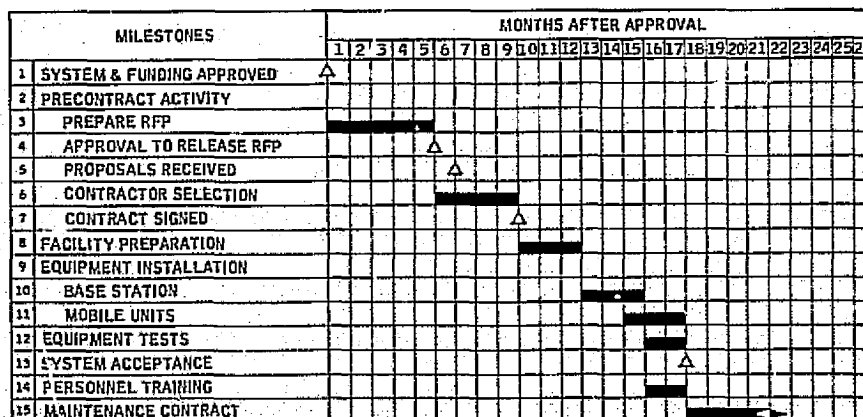 MILESTONES
MONTHS AFTER APPROVAL
1 2 3 4 5 6 7 8 9 10 11 12 13 14 15 16 17 18 19 20 21 22 23 24 25
1 SYSTEM & FUNDING APPROVED
2 PRECONTRACT ACTIVITY
3 PREPARE RFP
4 APPROVAL TO RELEASE RFP
5 PROPOSALS RECEIVED
6 CONTRACTOR SELECTION
7 CONTRACT SIGNED
8 FACILITY PREPARATION
9 EQUIPMENT INSTALLATION
10 BASE STATION
11 MOBILE UNITS
12 EQUIPMENT TESTS
13 SYSTEM ACCEPTANCE
14 PERSONNEL TRAINING
15 MAINTENANCE CONTRACT